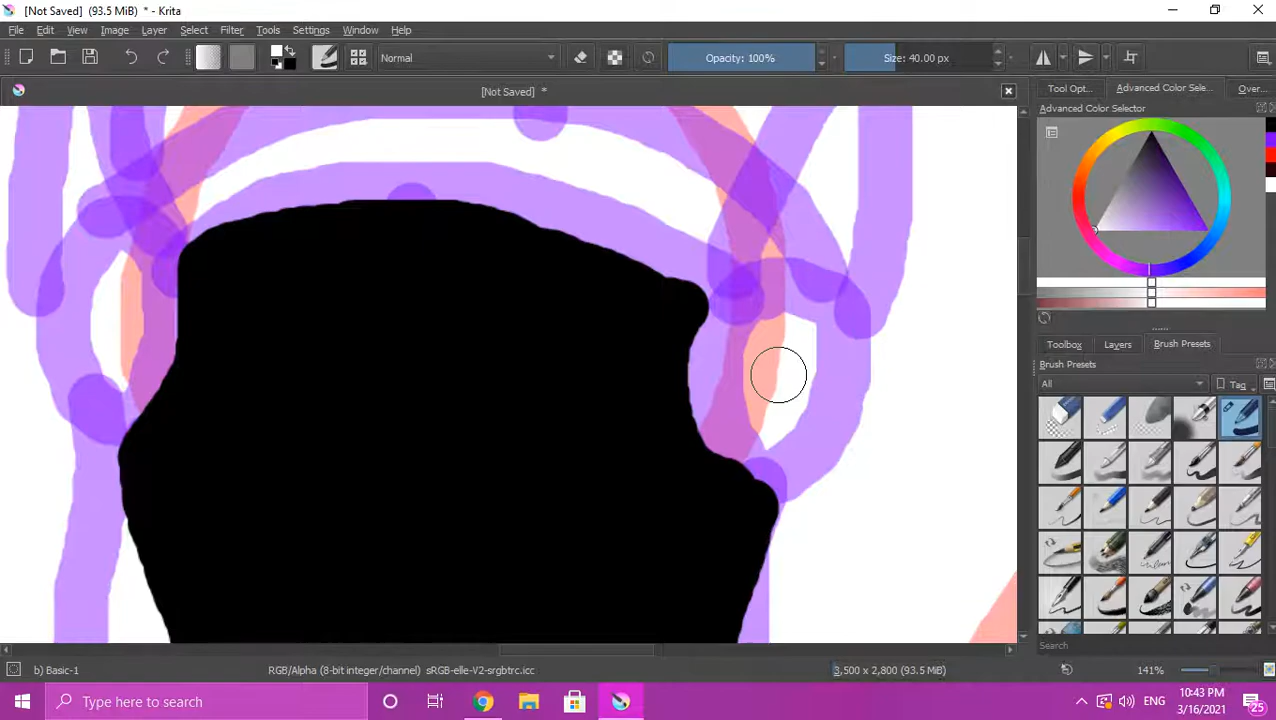 [Not Saved] (93.5 MiB) * - Krita
File Edit View Image Layer Select Filter Tools Settings Window Help
Normal
Opacity: 100%
Size: 40.00 px
[Not Saved] *
Tool Opt...
Advanced Color Sele...
Over...
Advanced Color Selector
Toolbox
Layers
Brush Presets
Brush Presets
All
Tag
Search
b) Basic-1
RGB/Alpha (8-bit integer/channel) sRGB-elle-V2-srgbtrc.icc
3,500 x 2,800 (93.5 MiB)
141%
Type here to search
ENG
10:43 PM
3/16/2021
25